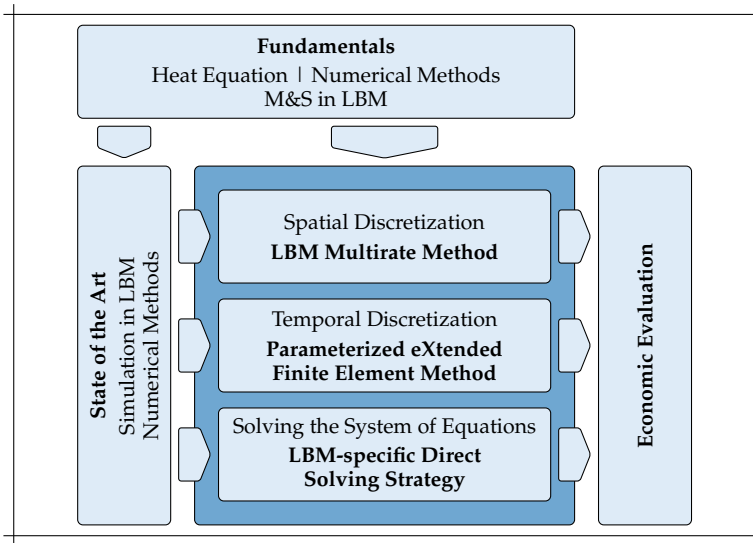 Fundamentals
Heat Equation | Numerical Methods
M&S in LBM
State of the Art
Simulation in LBM
Numerical Methods
Spatial Discretization
LBM Multirate Method
Temporal Discretization
Parameterized eXtended
Finite Element Method
Solving the System of Equations
LBM-specific Direct
Solving Strategy
Economic Evaluation